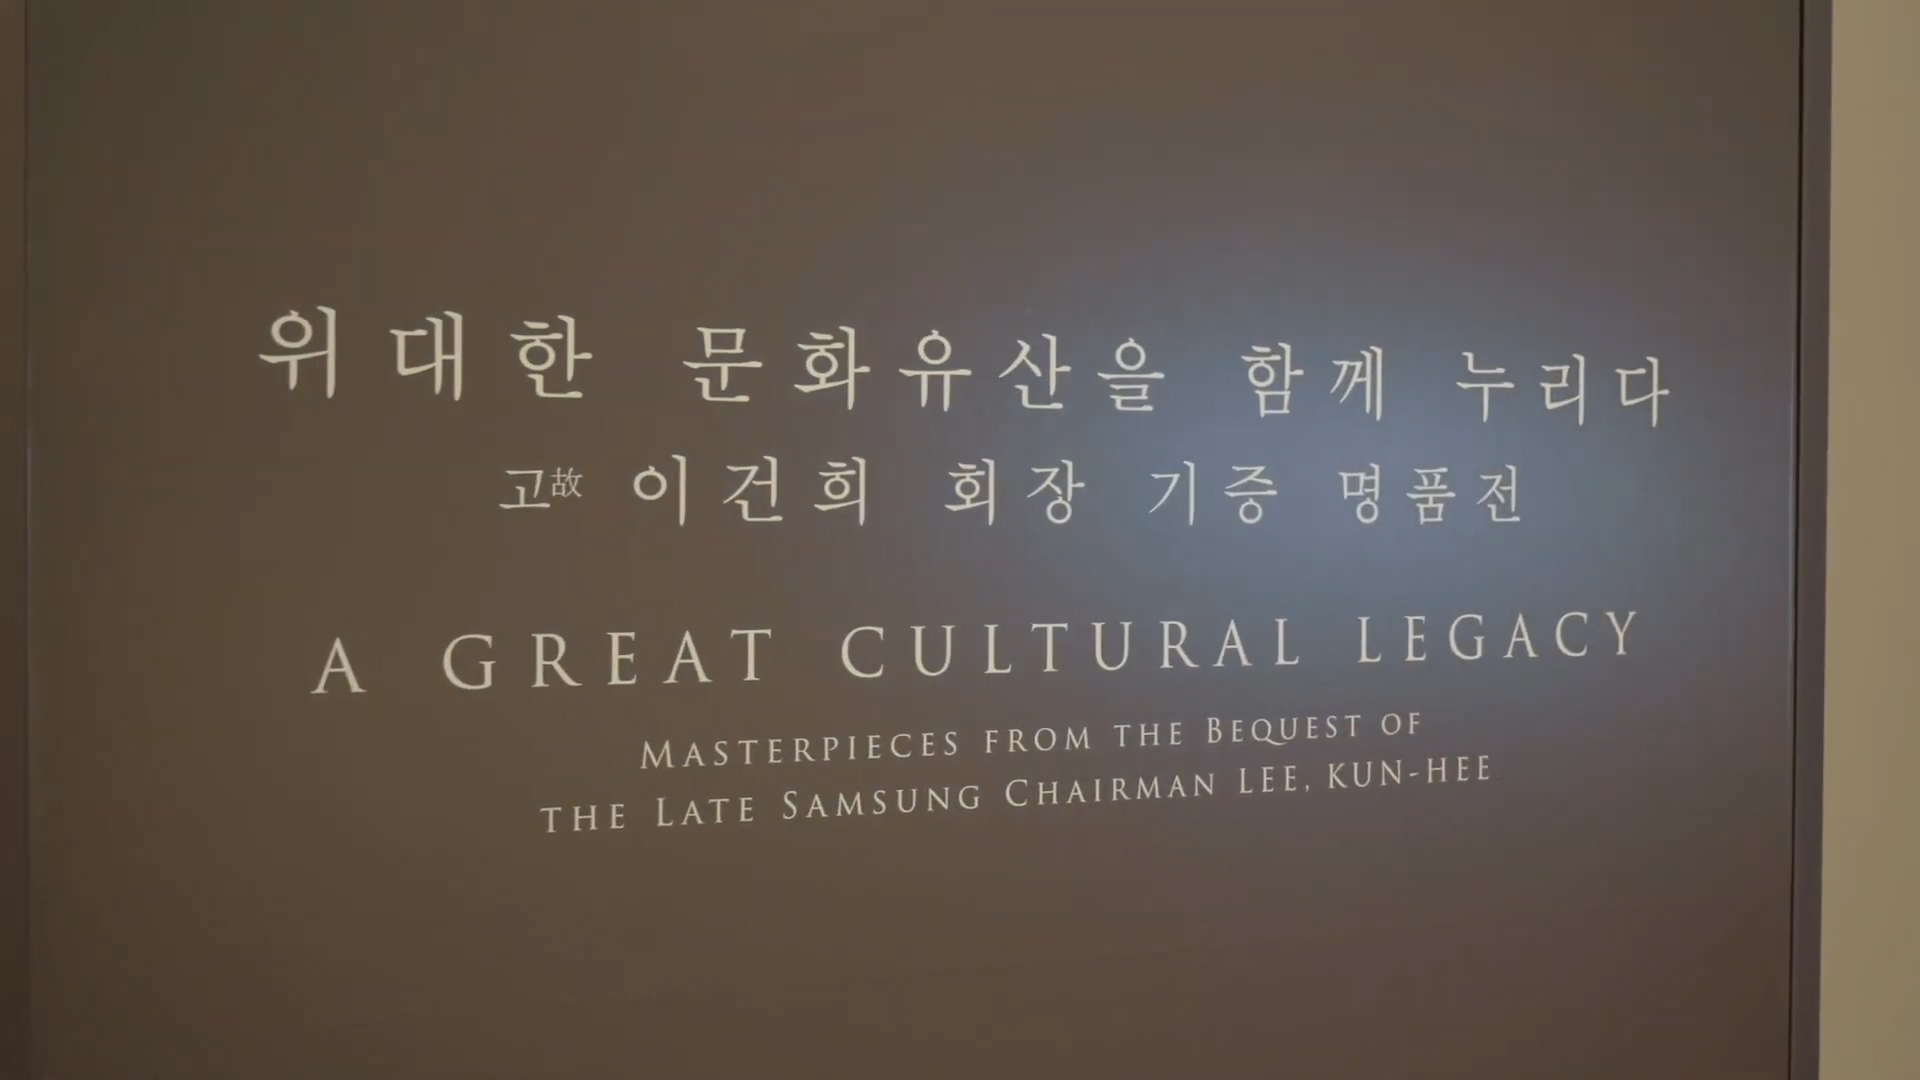 위대한 문화유산을 함께 누리다
고故 이건희 회장 기증 명품전
A GREAT CULTURAL LEGACY
MASTERPIECES FROM THE BEQUEST OF
THE LATE SAMSUNG CHAIRMAN LEE, KUN-HEE